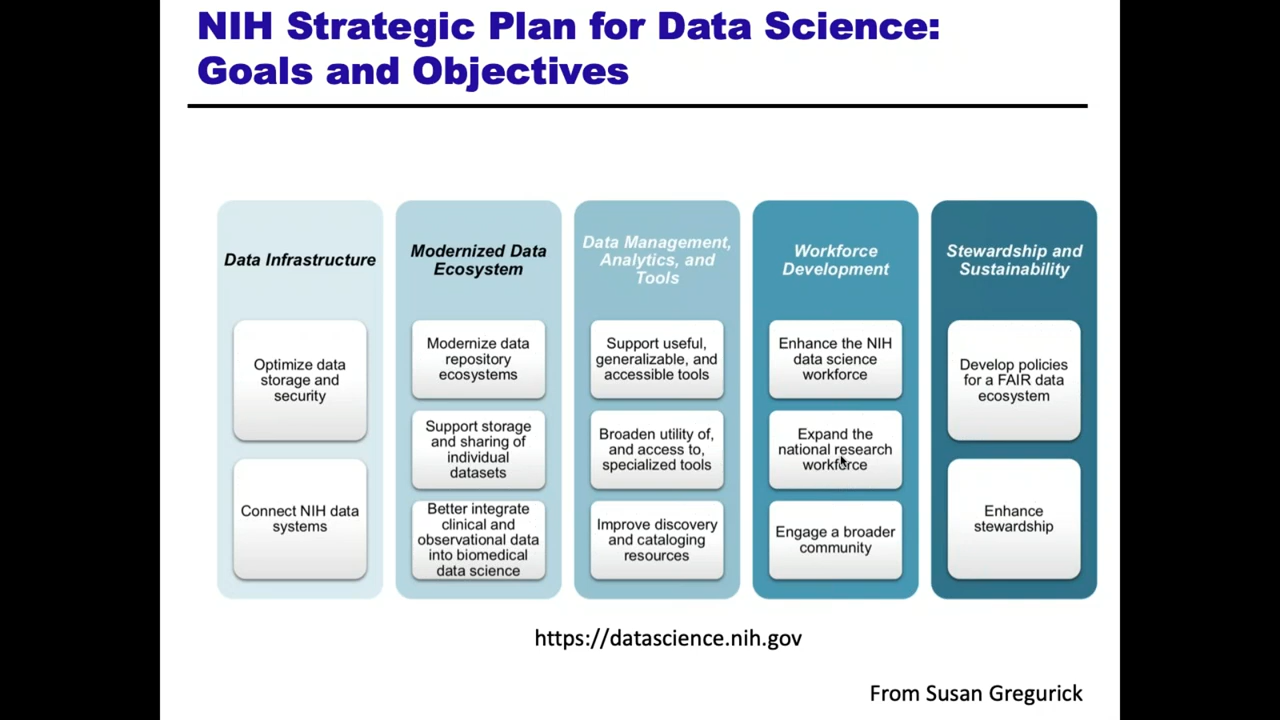 NIH Strategic Plan for Data Science:
Goals and Objectives
Data Infrastructure
Optimize data
storage and
security
Connect NIH data
systems
Modernized Data
Ecosystem
Modernize data
repository
ecosystems
Support storage
and sharing of
individual
datasets
Better integrate
clinical and
observational data
into biomedical
data science
Data Management,
Analytics, and
Tools
Support useful,
generalizable, and
accessible tools
Broaden utility of,
and access to,
specialized tools
Improve discovery
and cataloging
resources
Workforce
Development
Enhance the NIH
data science
workforce
Expand the
national research
workforce
Engage a broader
community
Stewardship and
Sustainability
Develop policies
for a FAIR data
ecosystem
Enhance
stewardship
https://datascience.nih.gov
From Susan Gregurick